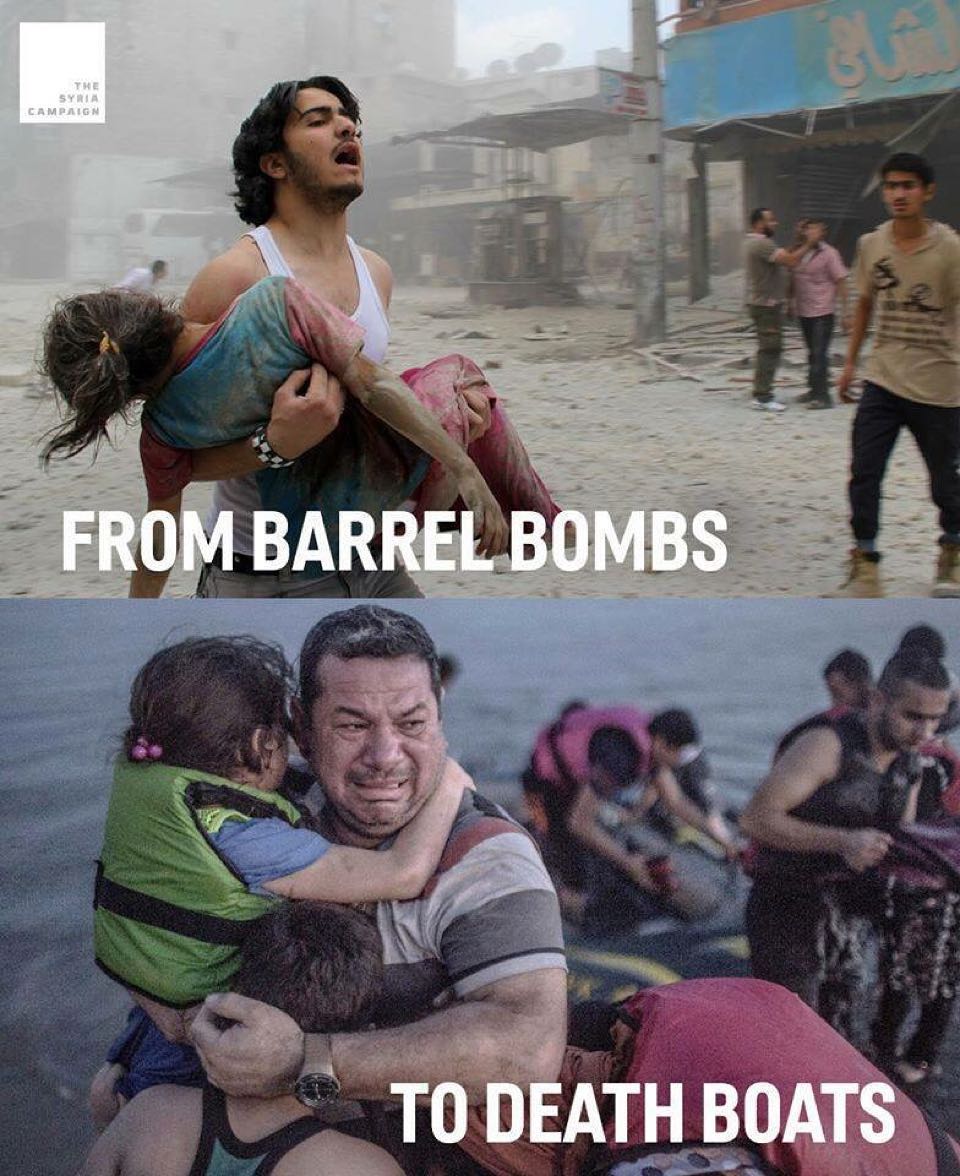 THE
SYRIA
CAMPAIGN
FROM BARREL BOMBS
TO DEATH BOATS